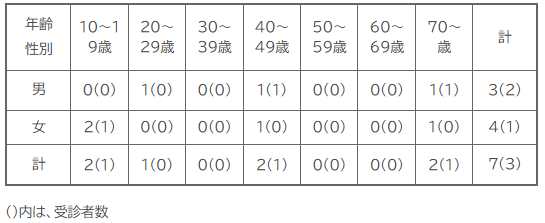 年齢 性別 10~19歳 20~29歳 30~39歳 40~49歳 50~59歳 60~69歳 70~歳 計
男 0(0) 1(0) 0(0) 1(1) 0(0) 0(0) 1(1) 3(2)
女 2(1) 0(0) 0(0) 1(0) 0(0) 0(0) 1(0) 4(1)
計 2(1) 1(0) 0(0) 2(1) 0(0) 0(0) 2(1) 7(3)
()内は、受診者数